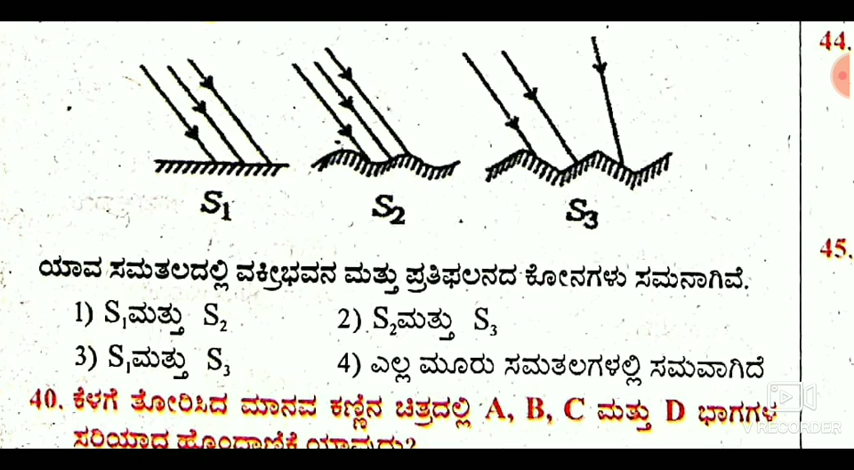 44.
S₁
S₂
S₃
45.
ಯಾವ ಸಮತಲದಲ್ಲಿ ವಕ್ರೀಭವನ ಮತ್ತು ಪ್ರತಿಫಲನದ ಕೋನಗಳು ಸಮನಾಗಿವೆ.
1) S₁ಮತ್ತು S₂
2) S₂ಮತ್ತು S₃
3) S₁ಮತ್ತು S₃
4) ಎಲ್ಲ ಮೂರು ಸಮತಲಗಳಲ್ಲಿ ಸಮವಾಗಿದೆ
40. ಕೆಳಗೆ ತೋರಿಸಿದ ಮಾನವ ಕಣ್ಣಿನ ಚಿತ್ರದಲ್ಲಿ A, B, C ಮತ್ತು D ಭಾಗಗಳ
ಸರಿಯಾದ ಹೊಂದಾಣಿಕೆ ಯಾವುದು?
V RECORDER